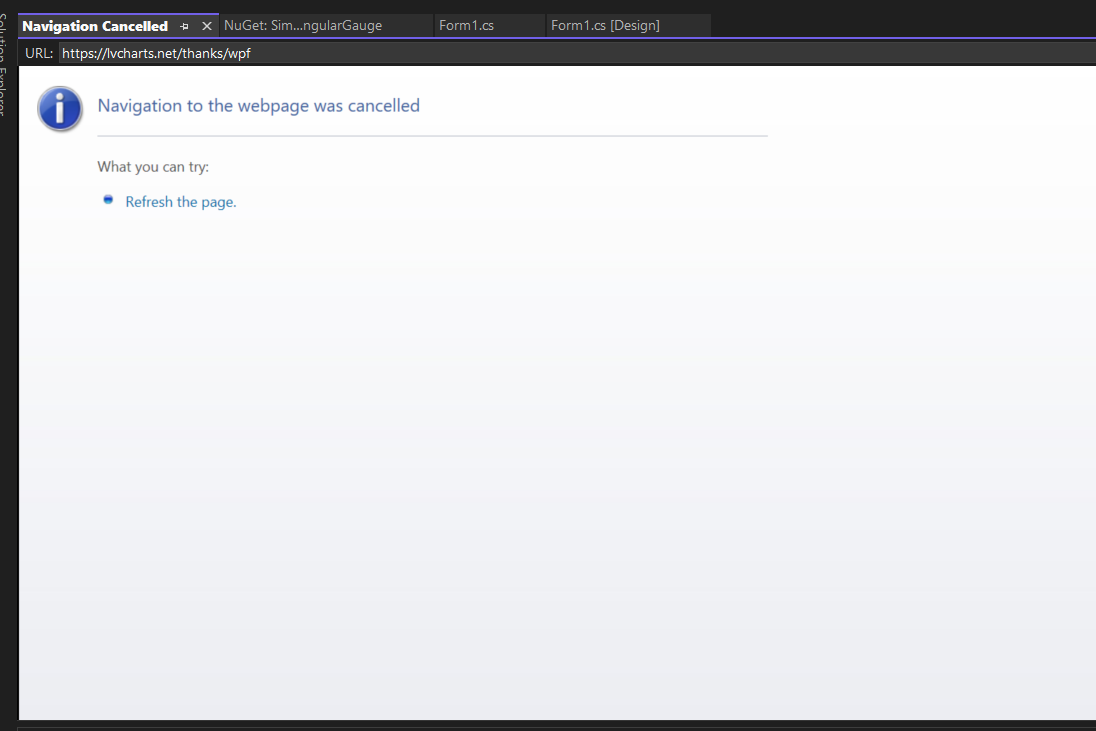 Solution Explorer
Navigation Cancelled
NuGet: Sim...ngularGauge
Form1.cs
Form1.cs [Design]
URL: https://lvcharts.net/thanks/wpf
Navigation to the webpage was cancelled
What you can try:
Refresh the page.